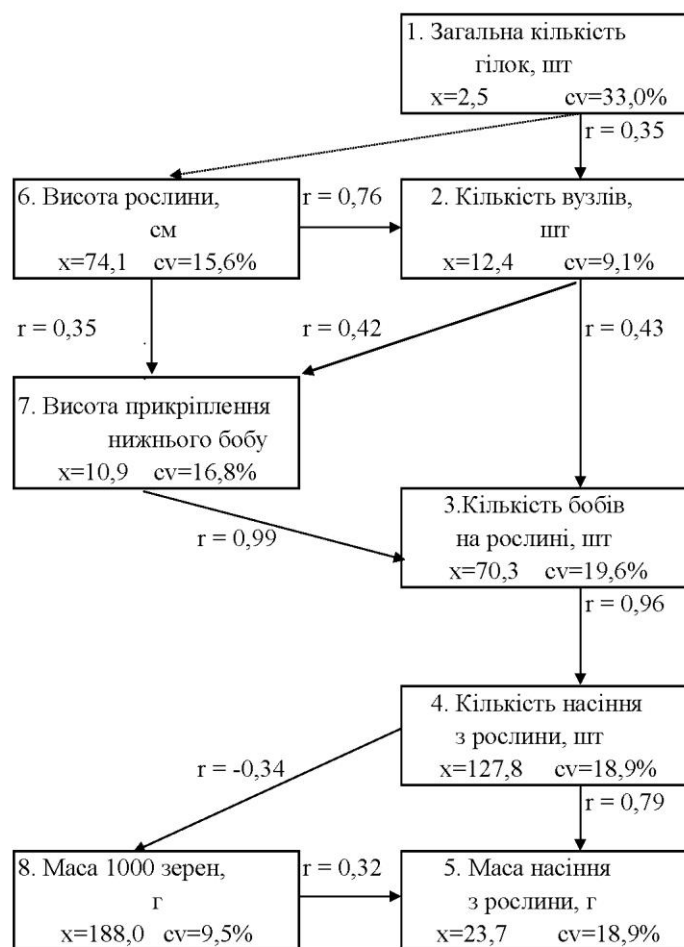 1. Загальна кількість
гілок, шт
x=2,5 cv=33,0%
r = 0,35
6. Висота рослини,
см
x=74,1 cv=15,6%
r = 0,76
2. Кількість вузлів,
шт
x=12,4 cv=9,1%
r = 0,35
r = 0,42
r = 0,43
7. Висота прикріплення
нижнього бобу
x=10,9 cv=16,8%
r = 0,99
3.Кількість бобів
на рослині, шт
x=70,3 cv=19,6%
r = 0,96
4. Кількість насіння
з рослини, шт
x=127,8 cv=18,9%
r = -0,34
r = 0,79
8. Маса 1000 зерен,
г
x=188,0 cv=9,5%
r = 0,32
5. Маса насіння
з рослини, г
x=23,7 cv=18,9%